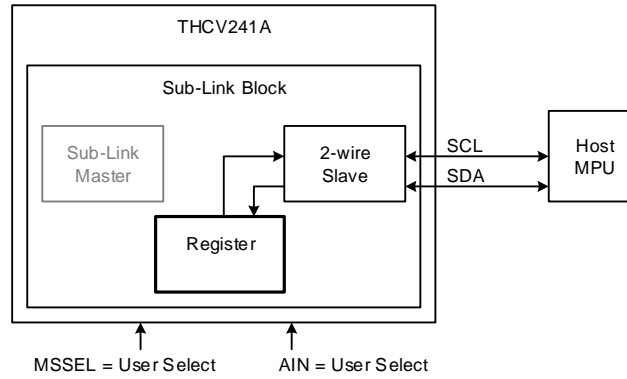 THCV241A
Sub-Link Block
Sub-Link
Master
2-wire
Slave
Register
SCL
SDA
Host
MPU
MSSEL = User Select
AIN = User Select